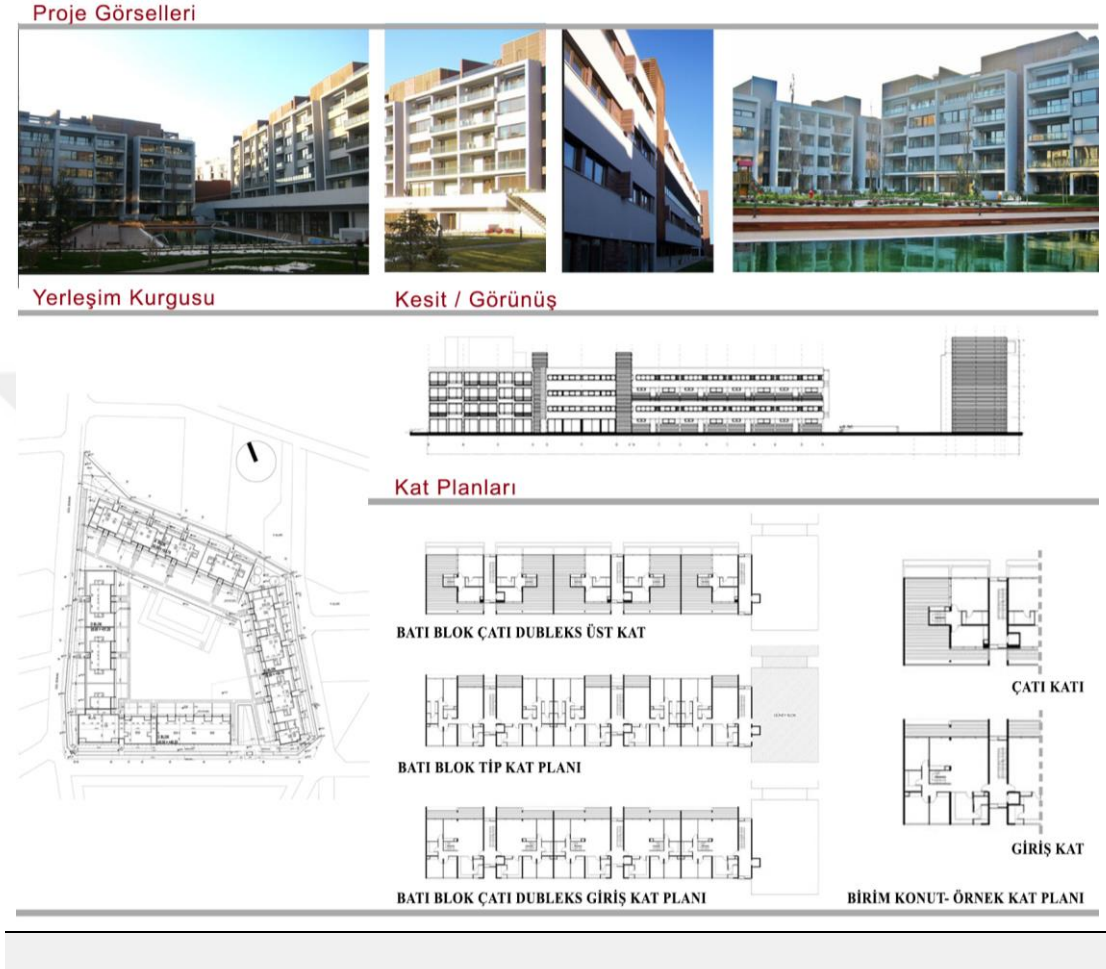 Proje Görselleri
Yerleşim Kurgusu
Kesit / Görünüş
Kat Planları
BATI BLOK ÇATI DUBLEKS ÜST KAT
ÇATI KATI
BATI BLOK TİP KAT PLANI
GİRİŞ KAT
BATI BLOK ÇATI DUBLEKS GİRİŞ KAT PLANI
BİRİM KONUT- ÖRNEK KAT PLANI